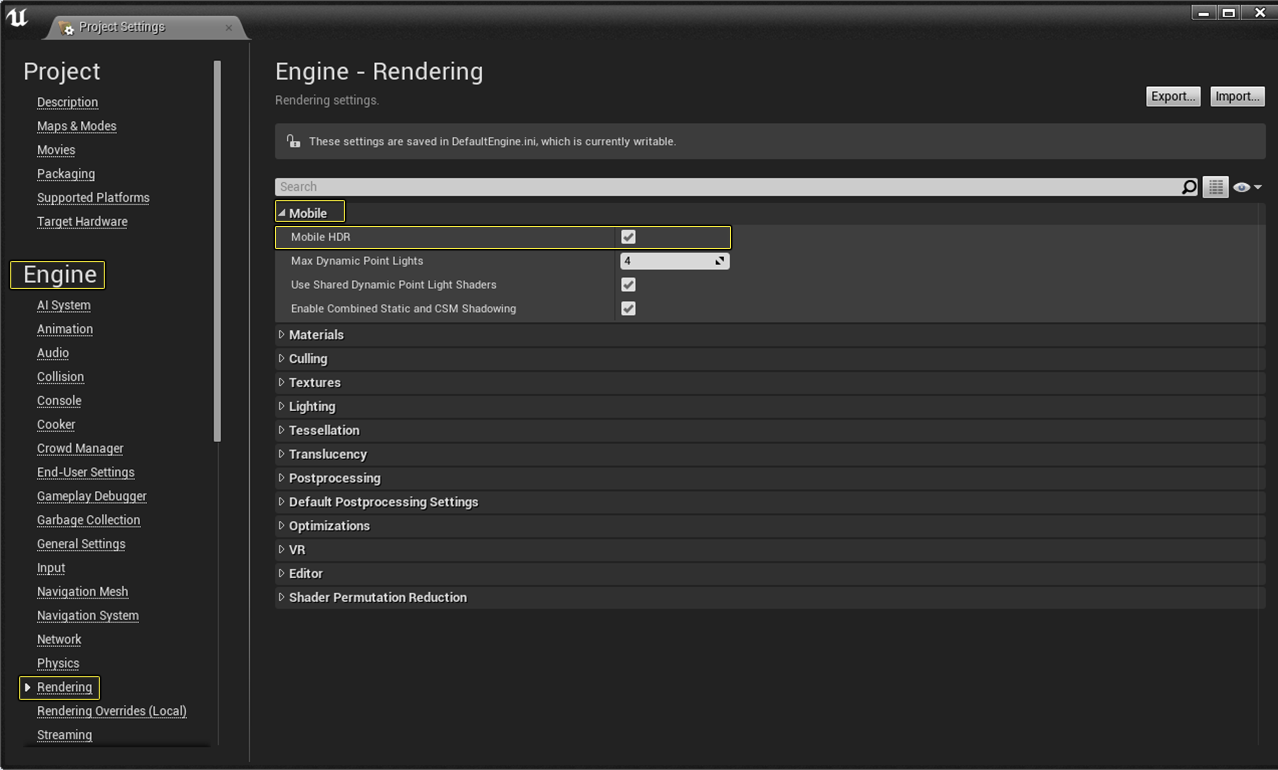 Project Settings
Project
Description
Maps & Modes
Movies
Packaging
Supported Platforms
Target Hardware
Engine
AI System
Animation
Audio
Collision
Console
Cooker
Crowd Manager
End-User Settings
Gameplay Debugger
Garbage Collection
General Settings
Input
Navigation Mesh
Navigation System
Network
Physics
Rendering
Rendering Overrides (Local)
Streaming
Engine - Rendering
Rendering settings.
Export... Import...
These settings are saved in DefaultEngine.ini, which is currently writable.
Search
Mobile
Mobile HDR
Max Dynamic Point Lights 4
Use Shared Dynamic Point Light Shaders
Enable Combined Static and CSM Shadowing
Materials
Culling
Textures
Lighting
Tessellation
Translucency
Postprocessing
Default Postprocessing Settings
Optimizations
VR
Editor
Shader Permutation Reduction